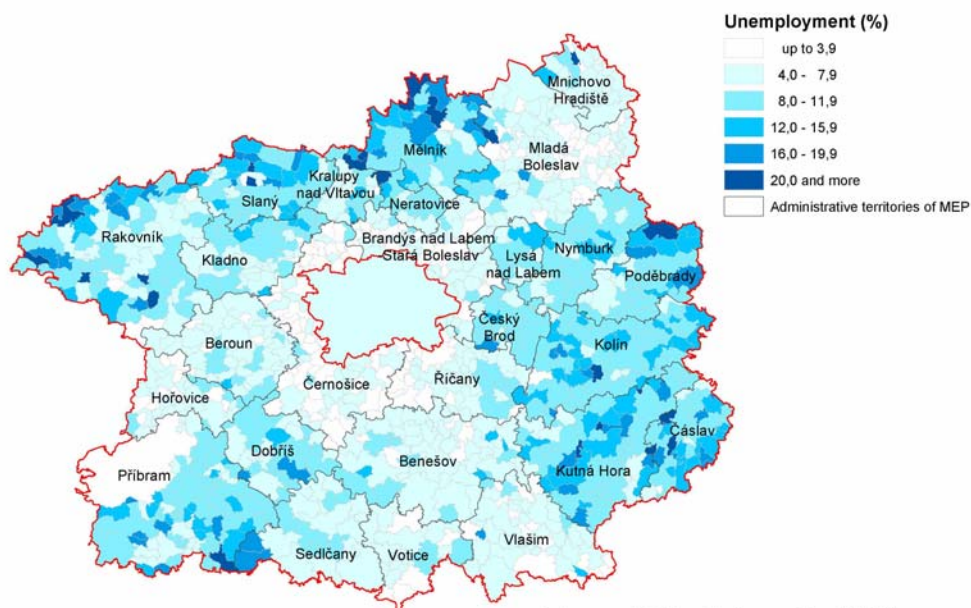 Unemployment (%)
up to 3,9
4,0 - 7,9
8,0 - 11,9
12,0 - 15,9
16,0 - 19,9
20,0 and more
Administrative territories of MEP
Mnichovo
Hradiště
Mladá
Boleslav
Mělník
Kralupy
nad Vltavou
Slaný
Neratovice
Rakovník
Brandýs nad Labem
-Stará Boleslav
Lysá
nad Labem
Nymburk
Kladno
Poděbrady
Český
Brod
Kolín
Beroun
Černošice
Říčany
Hořovice
Čáslav
Dobříš
Benešov
Kutná Hora
Příbram
Vlašim
Sedlčany
Votice